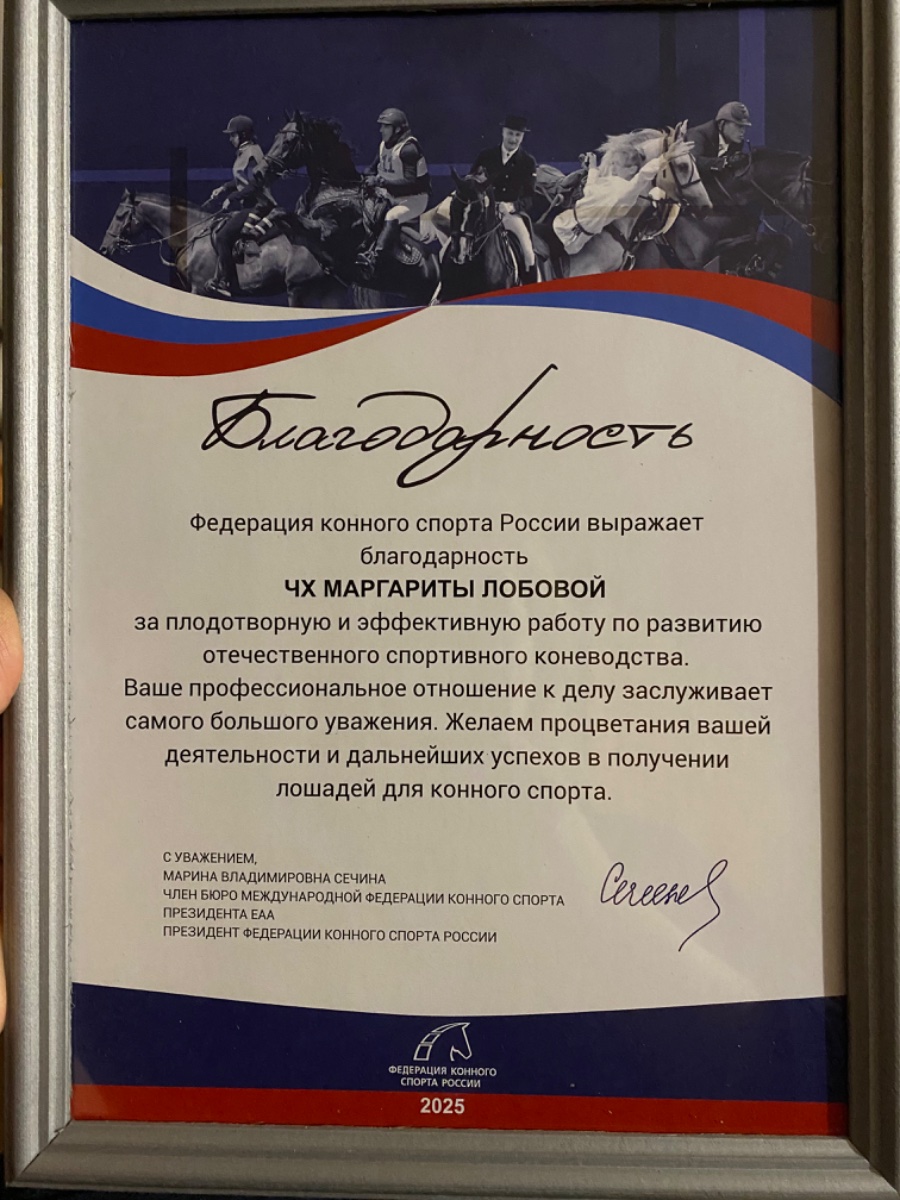 Благодарность
Федерация конного спорта России выражает
благодарность
ЧХ МАРГАРИТЫ ЛОБОВОЙ
за плодотворную и эффективную работу по развитию
отечественного спортивного коневодства.
Ваше профессиональное отношение к делу заслуживает
самого большого уважения. Желаем процветания вашей
деятельности и дальнейших успехов в получении
лошадей для конного спорта.
С УВАЖЕНИЕМ,
МАРИНА ВЛАДИМИРОВНА СЕЧИНА
ЧЛЕН БЮРО МЕЖДУНАРОДНОЙ ФЕДЕРАЦИИ КОННОГО СПОРТА
ПРЕЗИДЕНТА ЕАА
ПРЕЗИДЕНТ ФЕДЕРАЦИИ КОННОГО СПОРТА РОССИИ
ФЕДЕРАЦИЯ КОННОГО
СПОРТА РОССИИ
2025